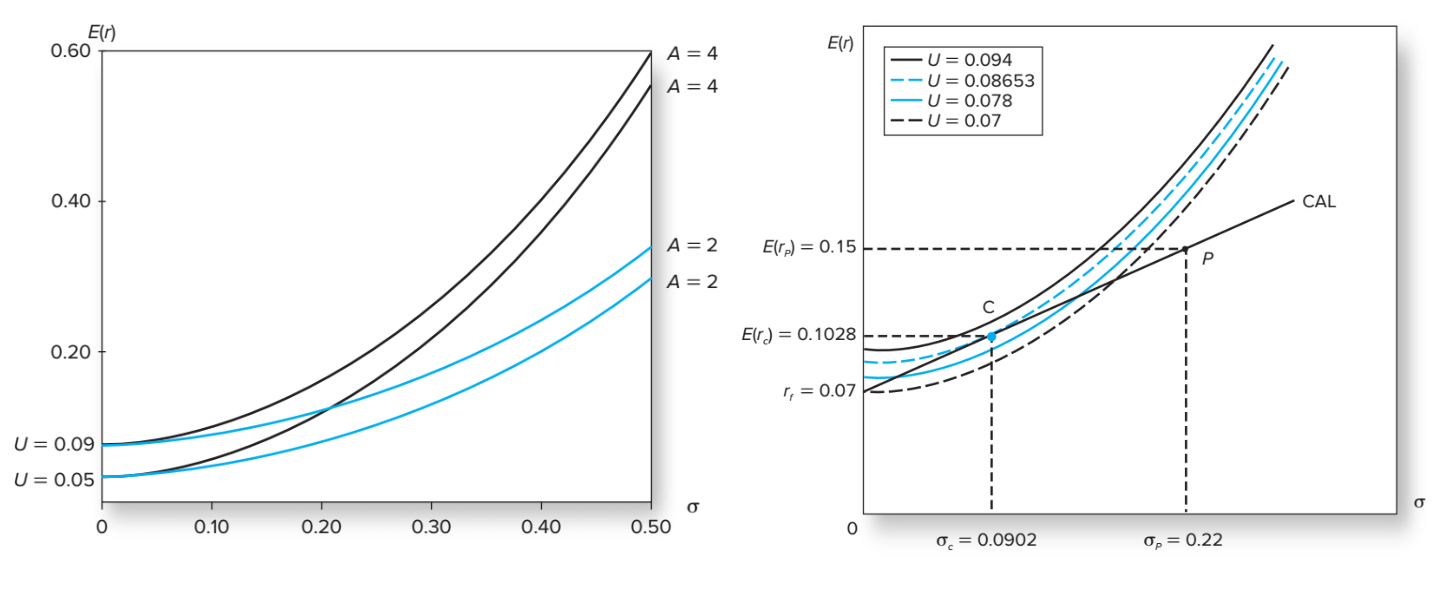 E(r)
0.60
A = 4
A = 4
0.40
A = 2
A = 2
0.20
U = 0.09
U = 0.05
σ
0 0.10 0.20 0.30 0.40 0.50
E(r)
U = 0.094
U = 0.08653
U = 0.078
U = 0.07
CAL
E(rP) = 0.15
P
C
E(rc) = 0.1028
rf = 0.07
σ
0
σc = 0.0902 σP = 0.22